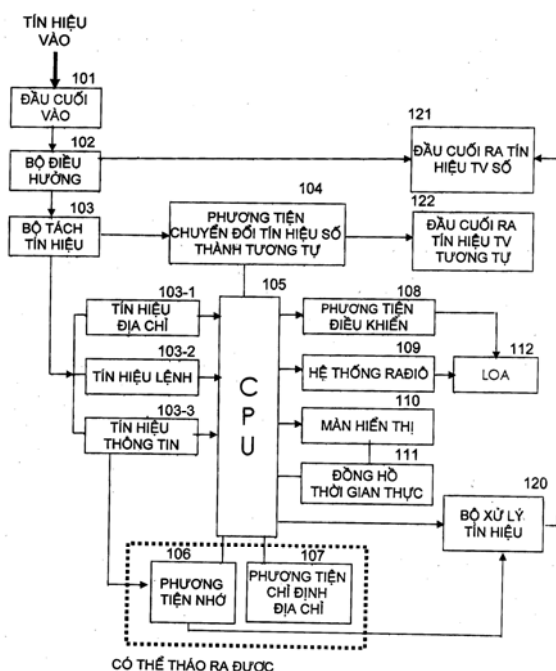 TÍN HIỆU
VÀO
101
ĐẦU CUỐI
VÀO
102
BỘ ĐIỀU
HƯỞNG
103
BỘ TÁCH
TÍN HIỆU
104
PHƯƠNG TIỆN
CHUYỂN ĐỔI TÍN HIỆU SỐ
THÀNH TƯƠNG TỰ
121
ĐẦU CUỐI RA TÍN
HIỆU TV SỐ
122
ĐẦU CUỐI RA
TÍN HIỆU TV
TƯƠNG TỰ
103-1
TÍN HIỆU
ĐỊA CHỈ
103-2
TÍN HIỆU LỆNH
103-3
TÍN HIỆU
THÔNG TIN
105
C
P
U
108
PHƯƠNG TIỆN
ĐIỀU KHIỂN
109
HỆ THỐNG RAĐIÔ
112
LOA
110
MÀN HIỂN THỊ
111
ĐỒNG HỒ
THỜI GIAN THỰC
120
BỘ XỬ LÝ
TÍN HIỆU
106
PHƯƠNG TIỆN
NHỚ
107
PHƯƠNG TIỆN
CHỈ ĐỊNH
ĐỊA CHỈ
CÓ THỂ THÁO RA ĐƯỢC